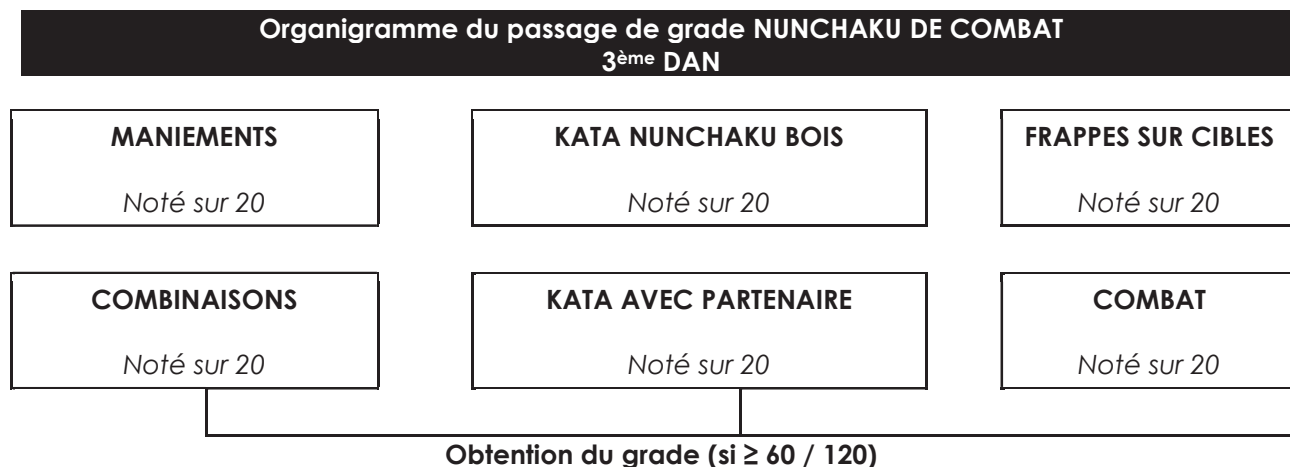 Organigramme du passage de grade NUNCHAKU DE COMBAT
3ème DAN
MANIEMENTS
Noté sur 20
KATA NUNCHAKU BOIS
Noté sur 20
FRAPPES SUR CIBLES
Noté sur 20
COMBINAISONS
Noté sur 20
KATA AVEC PARTENAIRE
Noté sur 20
COMBAT
Noté sur 20
Obtention du grade (si ≥ 60 / 120)